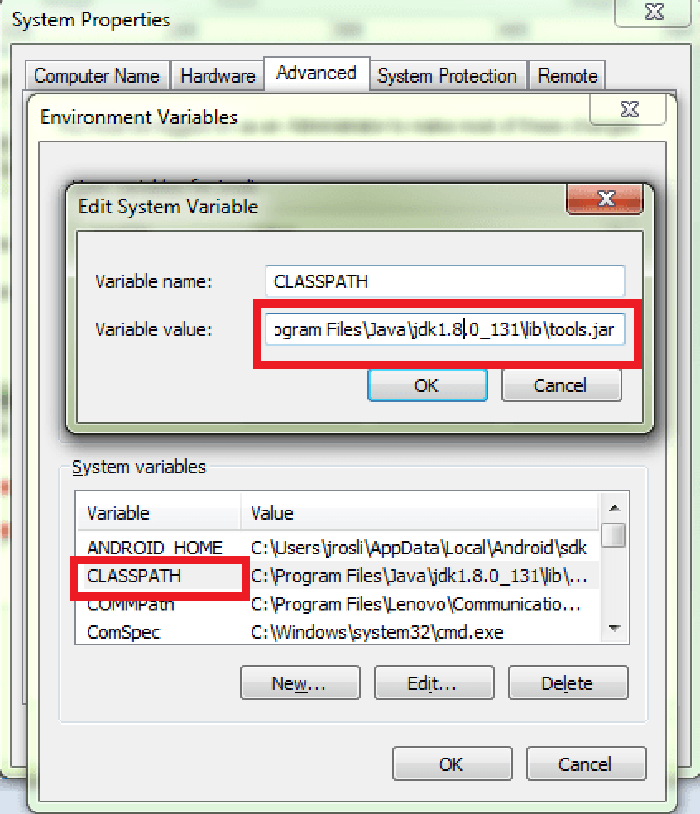 System Properties
Computer Name
Hardware
Advanced
System Protection
Remote
Environment Variables
Edit System Variable
Variable name:
CLASSPATH
Variable value:
ogram Files\Java\jdk1.8.0_131\lib\tools.jar
OK
Cancel
System variables
Variable
Value
ANDROID_HOME
C:\Users\jrosli\AppData\Local\Android\sdk
CLASSPATH
C:\Program Files\Java\jdk1.8.0_131\lib\...
COMMPath
C:\Program Files\Lenovo\Communicatio...
ComSpec
C:\Windows\system32\cmd.exe
New...
Edit...
Delete
OK
Cancel